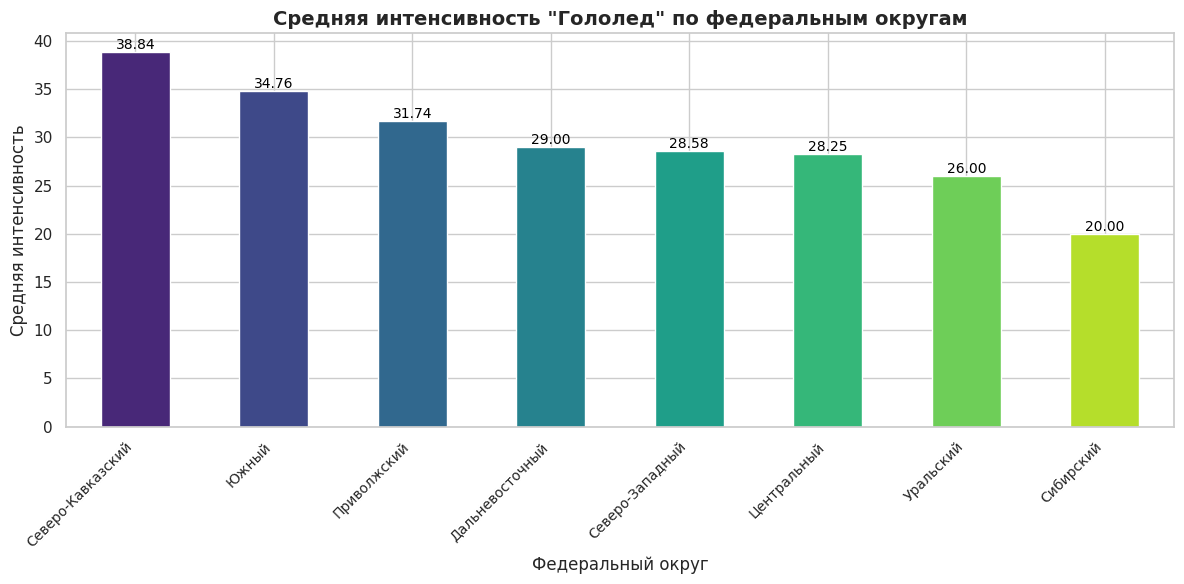 Средняя интенсивность "Гололед" по федеральным округам
Средняя интенсивность
40
35
30
25
20
15
10
5
0
38.84
34.76
31.74
29.00
28.58
28.25
26.00
20.00
Северо-Кавказский
Южный
Приволжский
Дальневосточный
Северо-Западный
Центральный
Уральский
Сибирский
Федеральный округ